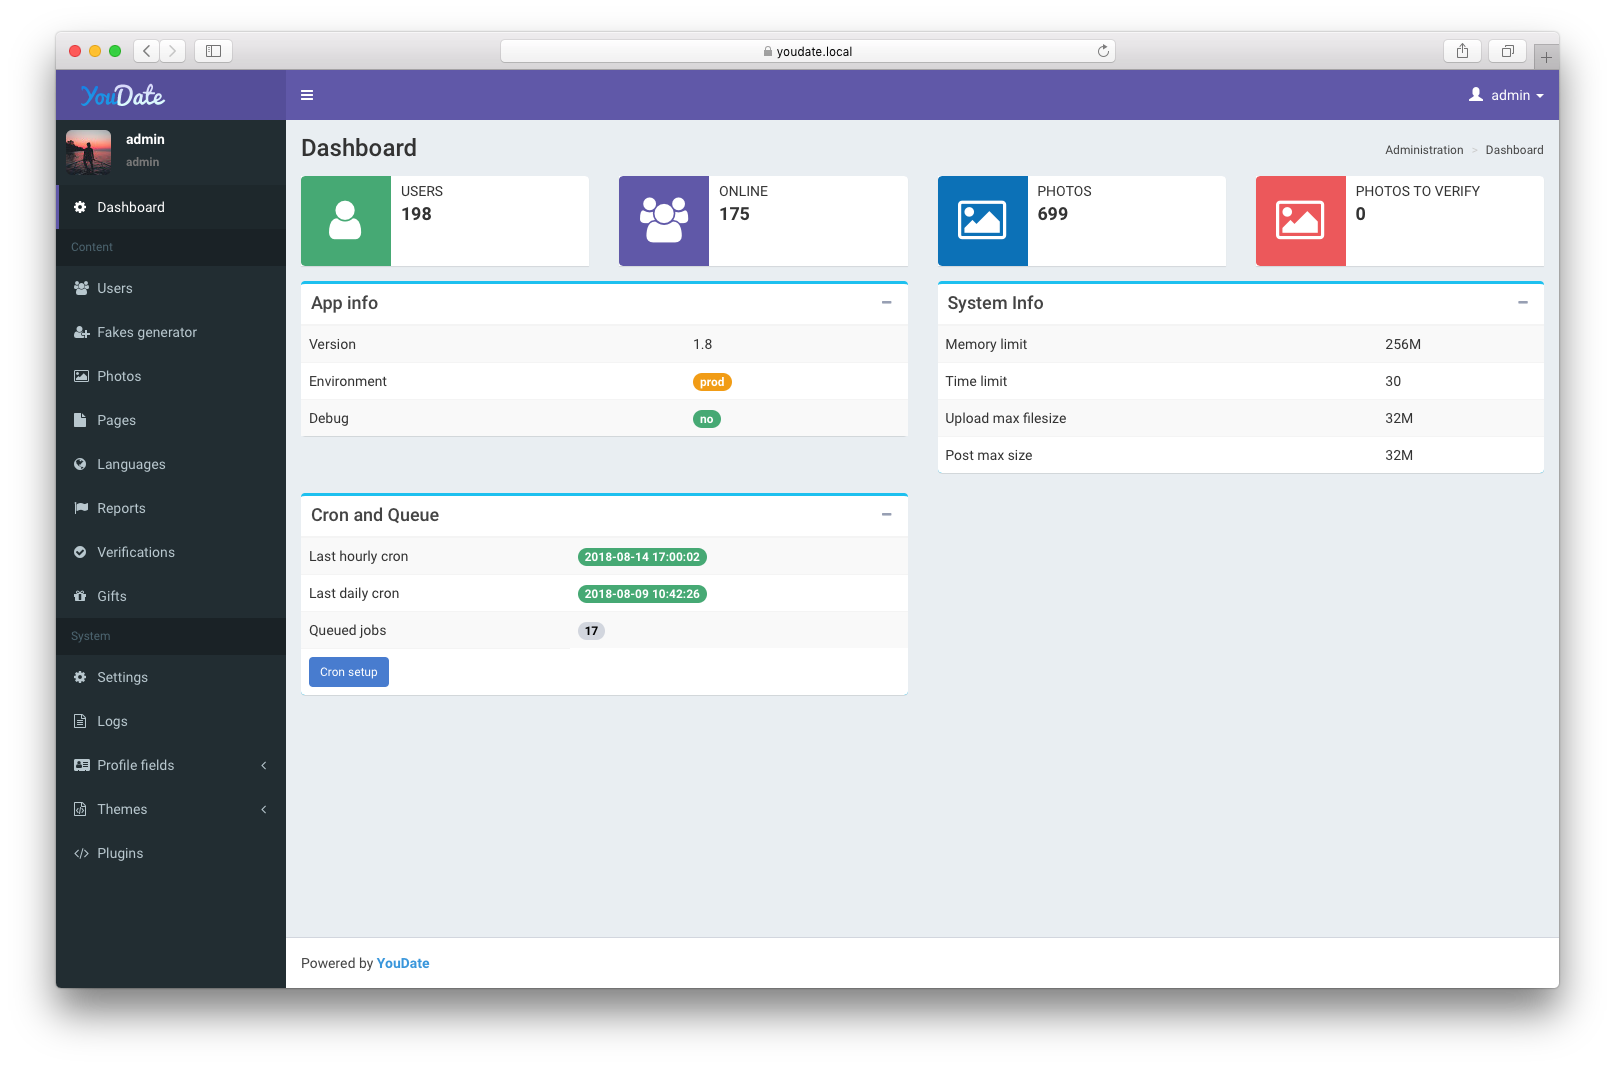 youdate.local
YouDate
admin
admin
admin
Dashboard
Content
Users
Fakes generator
Photos
Pages
Languages
Reports
Verifications
Gifts
System
Settings
Logs
Profile fields
Themes
Plugins
Dashboard
Administration > Dashboard
USERS
198
ONLINE
175
PHOTOS
699
PHOTOS TO VERIFY
0
App info
Version 1.8
Environment prod
Debug no
System Info
Memory limit 256M
Time limit 30
Upload max filesize 32M
Post max size 32M
Cron and Queue
Last hourly cron 2018-08-14 17:00:02
Last daily cron 2018-08-09 10:42:26
Queued jobs 17
Cron setup
Powered by YouDate